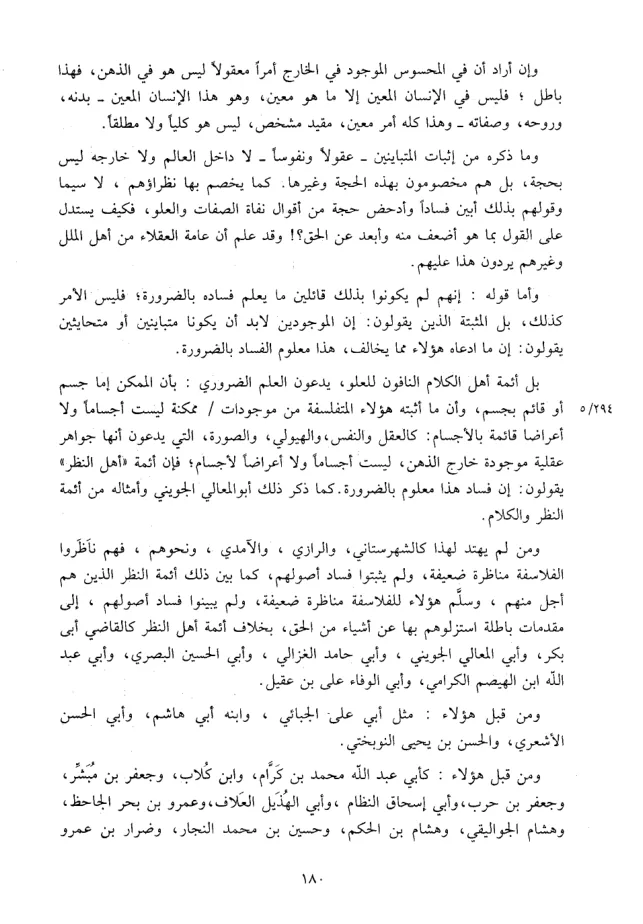 وإن أراد أن في المحسوس الموجود في الخارج أمراً معقولاً ليس هو في الذهن، فهذا
باطل ؛ فليس في الإنسان المعين إلا ما هو معين، وهو هذا الإنسان المعين ــ بدنه،
وروحه، وصفاته ــ وهذا كله أمر معين، مقيد مشخص، ليس هو كلياً ولا مطلقاً.
وما ذكره من إثبات المتباينين ــ عقولاً ونفوساً ــ لا داخل العالم ولا خارجه ليس
بحجة، بل هم مخصومون بهذه الحجة وغيرها. كما يخصم بها نظراؤهم ، لا سيما
وقولهم بذلك أبين فساداً وأدحض حجة من أقوال نفاة الصفات والعلو، فكيف يستدل
على القول بما هو أضعف منه وأبعد عن الحق؟! وقد علم أن عامة العقلاء من أهل الملل
وغيرهم يردون هذا عليهم.
وأما قوله : إنهم لم يكونوا بذلك قائلين ما يعلم فساده بالضرورة؛ فليس الأمر
كذلك، بل المثبتة الذين يقولون: إن الموجودين لابد أن يكونا متباينين أو متحايثين
يقولون: إن ما ادعاه هؤلاء مما يخالف، هذا معلوم الفساد بالضرورة.
بل أئمة أهل الكلام النافون للعلو، يدعون العلم الضروري : بأن الممكن إما جسم
أو قائم بجسم، وأن ما أثبته هؤلاء المتفلسفة من موجودات / ممكنة ليست أجساماً ولا ٥/٢٩٤
أعراضا قائمة بالأجسام: كالعقل والنفس،والهيولي، والصورة، التي يدعون أنها جواهر
عقلية موجودة خارج الذهن، ليست أجساماً ولا أعراضاً لأجسام؛ فإن أئمة «أهل النظر»
يقولون: إن فساد هذا معلوم بالضرورة.كما ذكر ذلك أبوالمعالي الجويني وأمثاله من أئمة
النظر والكلام.
ومن لم يهتد لهذا كالشهرستاني، والرازي ، والآمدي ، ونحوهم ، فهم نَاظَروا
الفلاسفة مناظرة ضعيفة، ولم يثبتوا فساد أصولهم، كما بين ذلك أئمة النظر الذين هم
أجل منهم ، وسلَّم هؤلاء للفلاسفة مناظرة ضعيفة، ولم يبينوا فساد أصولهم ، إلى
مقدمات باطلة استزلوهم بها عن أشياء من الحق، بخلاف أئمة أهل النظر كالقاضي أبى
بكر، وأبي المعالي الجويني ، وأبي حامد الغزالي ، وأبي الحسين البصري، وأبي عبد
الله ابن الهيصم الكرامي، وأبي الوفاء على بن عقيل.
ومن قبل هؤلاء : مثل أبي على الجبائي ، وابنه أبي هاشم، وأبي الحسن
الأشعري، والحسن بن يحيى النوبختي.
ومن قبل هؤلاء : كأبي عبد الله محمد بن كَرَّام، وابن كُلاب، وجعفر بن مُبَشِّر،
وجعفر بن حرب،وأبي إسحاق النظام ،وأبي الهُذَيل العَلاف،وعمرو بن بحر الجاحظ،
وهشام الجواليقي، وهشام بن الحكم، وحسين بن محمد النجار، وضرار بن عمرو
١٨٠